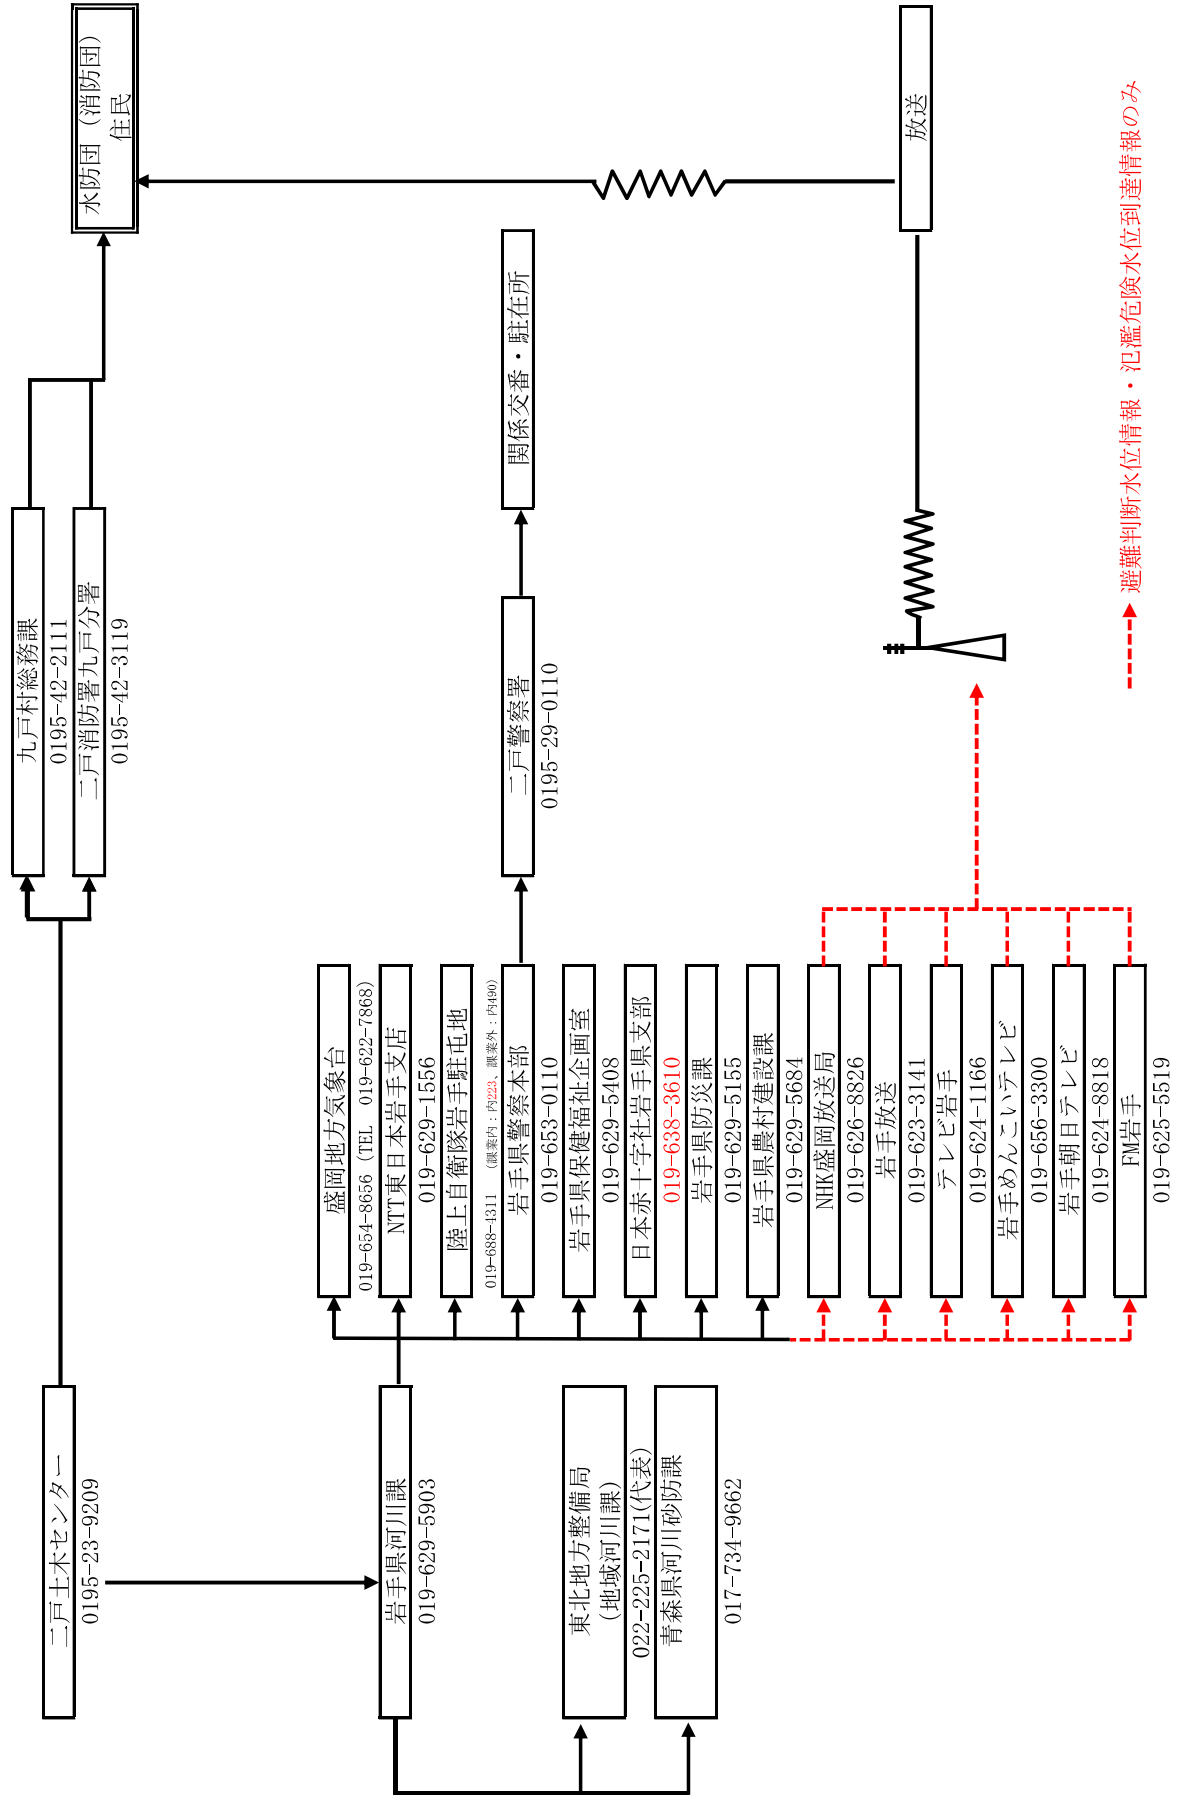 二戸土木センター
0195-23-9209
九戸村総務課
0195-42-2111
二戸消防署九戸分署
0195-42-3119
水防団（消防団）
住民
岩手県河川課
019-629-5903
東北地方整備局
(地域河川課)
022-225-2171(代表)
青森県河川砂防課
017-734-9662
盛岡地方気象台
019-654-8656 (TEL 019-622-7868)
NTT東日本岩手支店
019-629-1556
陸上自衛隊岩手駐屯地
019-688-4311 （課業内：内223、課業外：内490）
岩手県警察本部
019-653-0110
岩手県保健福祉企画室
019-629-5408
日本赤十字社岩手県支部
019-638-3610
岩手県防災課
019-629-5155
岩手県農村建設課
019-629-5684
NHK盛岡放送局
019-626-8826
岩手放送
019-623-3141
テレビ岩手
019-624-1166
岩手めんこいテレビ
019-656-3300
岩手朝日テレビ
019-624-8818
FM岩手
019-625-5519
二戸警察署
0195-29-0110
関係交番・駐在所
放送
避難判断水位情報・氾濫危険水位到達情報のみ